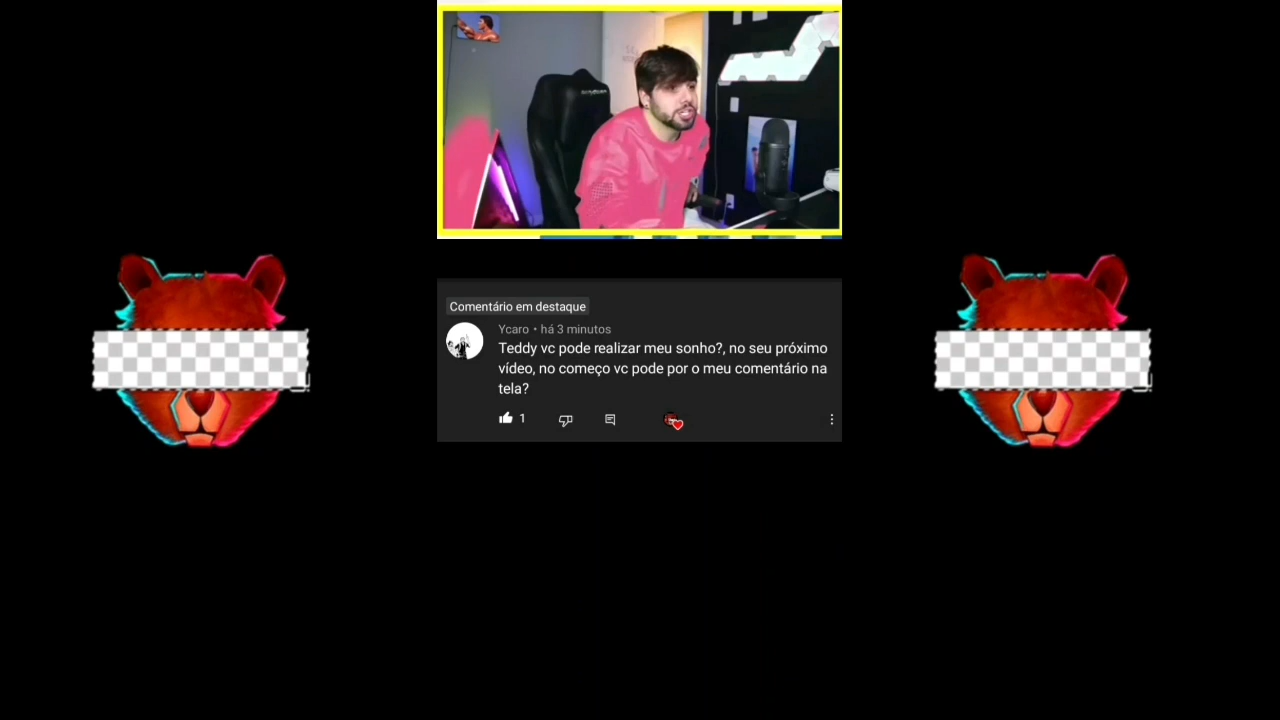 Comentário em destaque
Ycaro • há 3 minutos
Teddy vc pode realizar meu sonho?, no seu próximo
vídeo, no começo vc pode por o meu comentário na
tela?
1